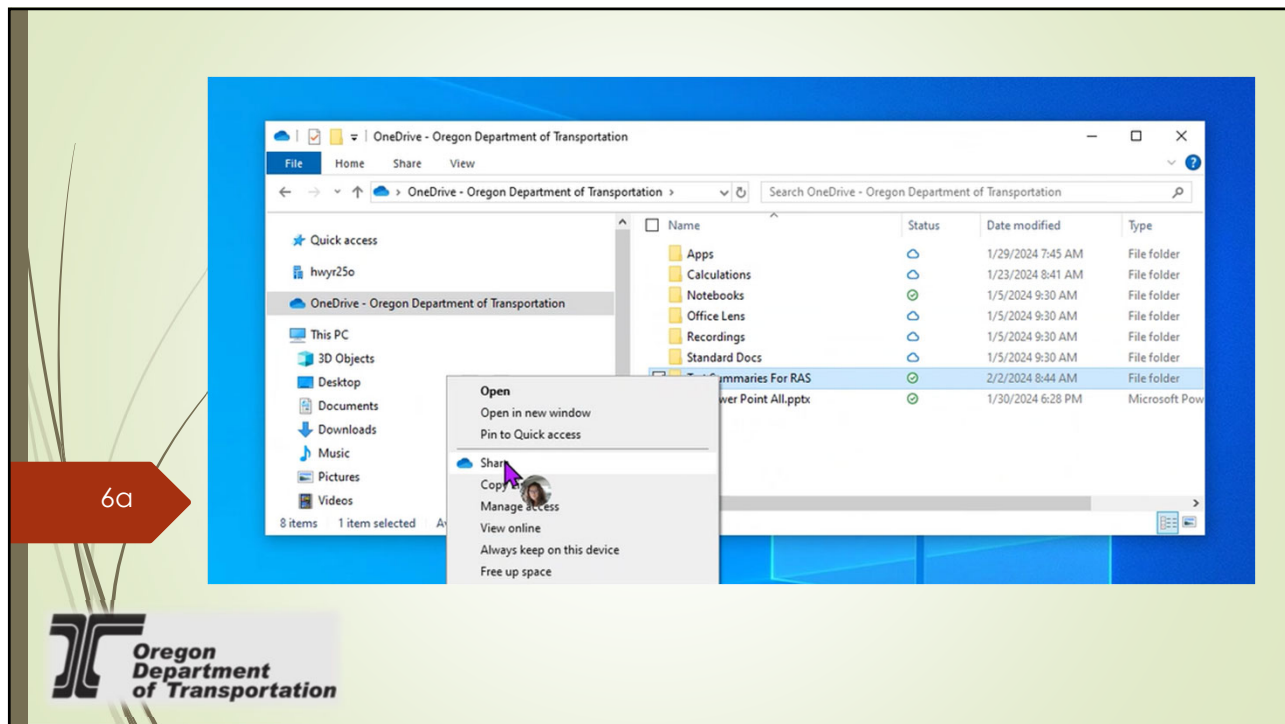 OneDrive - Oregon Department of Transportation
File Home Share View
OneDrive - Oregon Department of Transportation
Search OneDrive - Oregon Department of Transportation
Quick access
hwyr25o
OneDrive - Oregon Department of Transportation
This PC
3D Objects
Desktop
Documents
Downloads
Music
Pictures
Videos
8 items 1 item selected
Name Status Date modified Type
Apps 1/29/2024 7:45 AM File folder
Calculations 1/23/2024 8:41 AM File folder
Notebooks 1/5/2024 9:30 AM File folder
Office Lens 1/5/2024 9:30 AM File folder
Recordings 1/5/2024 9:30 AM File folder
Standard Docs 1/5/2024 9:30 AM File folder
Summaries For RAS 2/2/2024 8:44 AM File folder
wer Point All.pptx 1/30/2024 6:28 PM Microsoft Pow
Open
Open in new window
Pin to Quick access
Share
Copy
Manage access
View online
Always keep on this device
Free up space
6a
Oregon
Department
of Transportation